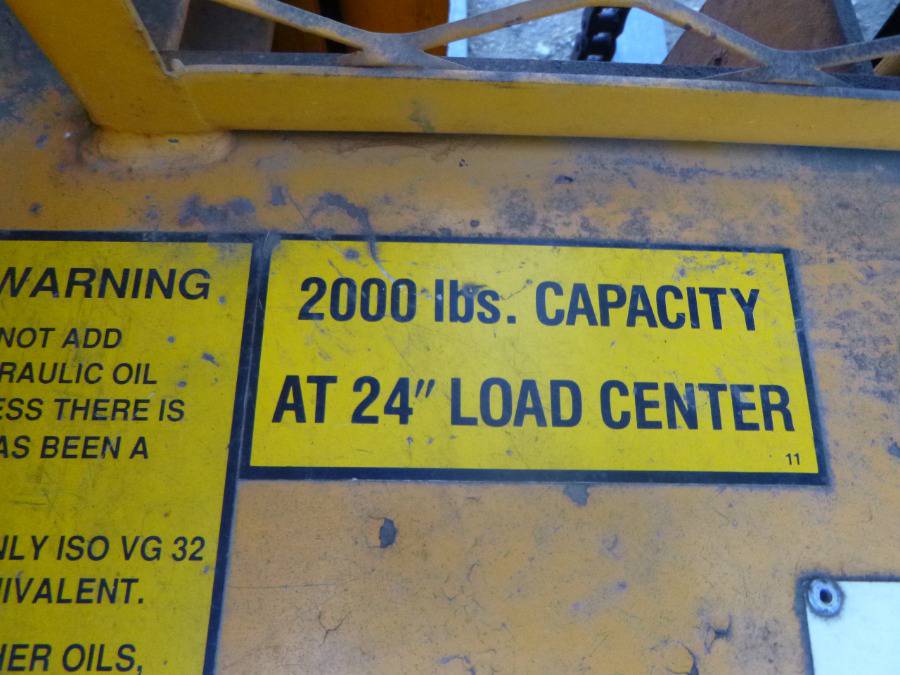 WARNING
NOT ADD
RAULIC OIL
ESS THERE IS
AS BEEN A
NLY ISO VG 32
IVALENT.
HER OILS,
2000 lbs. CAPACITY
AT 24" LOAD CENTER
11